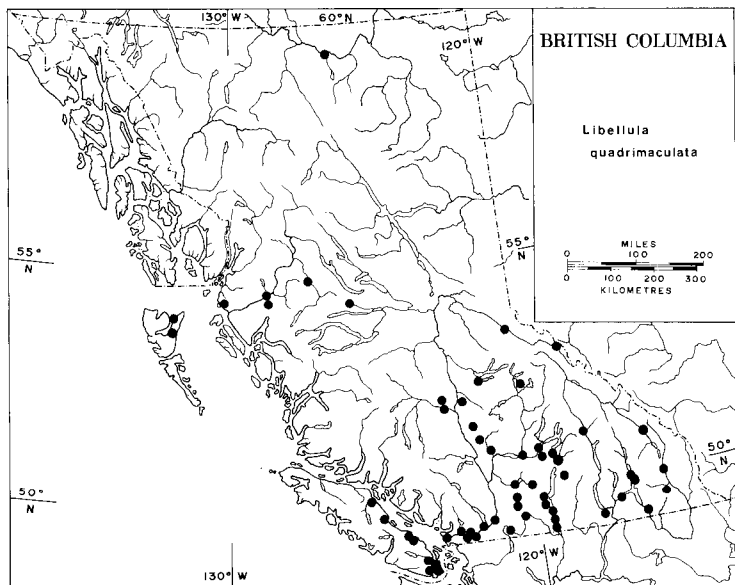 130° W
60° N
120° W
BRITISH COLUMBIA
Libellula
quadrimaculata
55°
N
55°
N
MILES
0 100 200
0 100 200 300
KILOMETRES
50°
N
50°
N
120° W
130° W